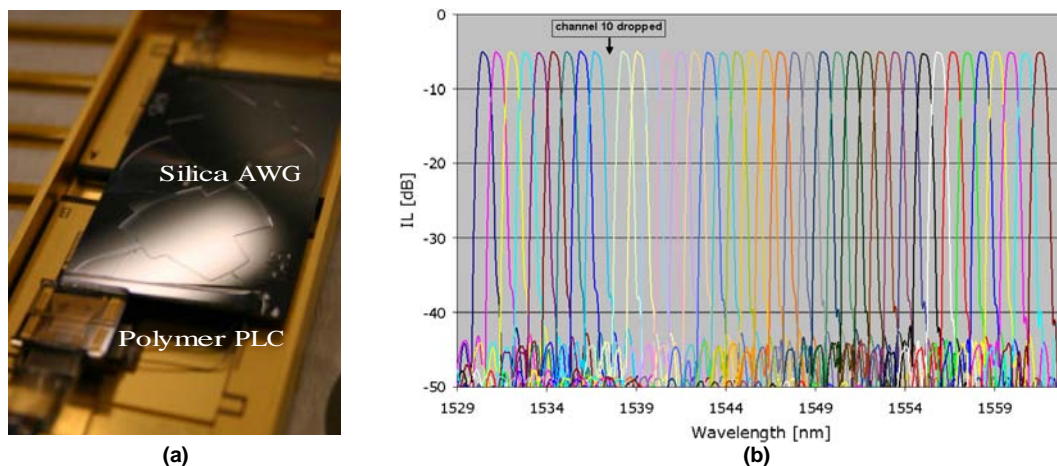 Silica AWG
Polymer PLC
(a)
channel 10 dropped
0
-10
-20
-30
-40
-50
IL [dB]
1529
1534
1539
1544
1549
1554
1559
Wavelength [nm]
(b)